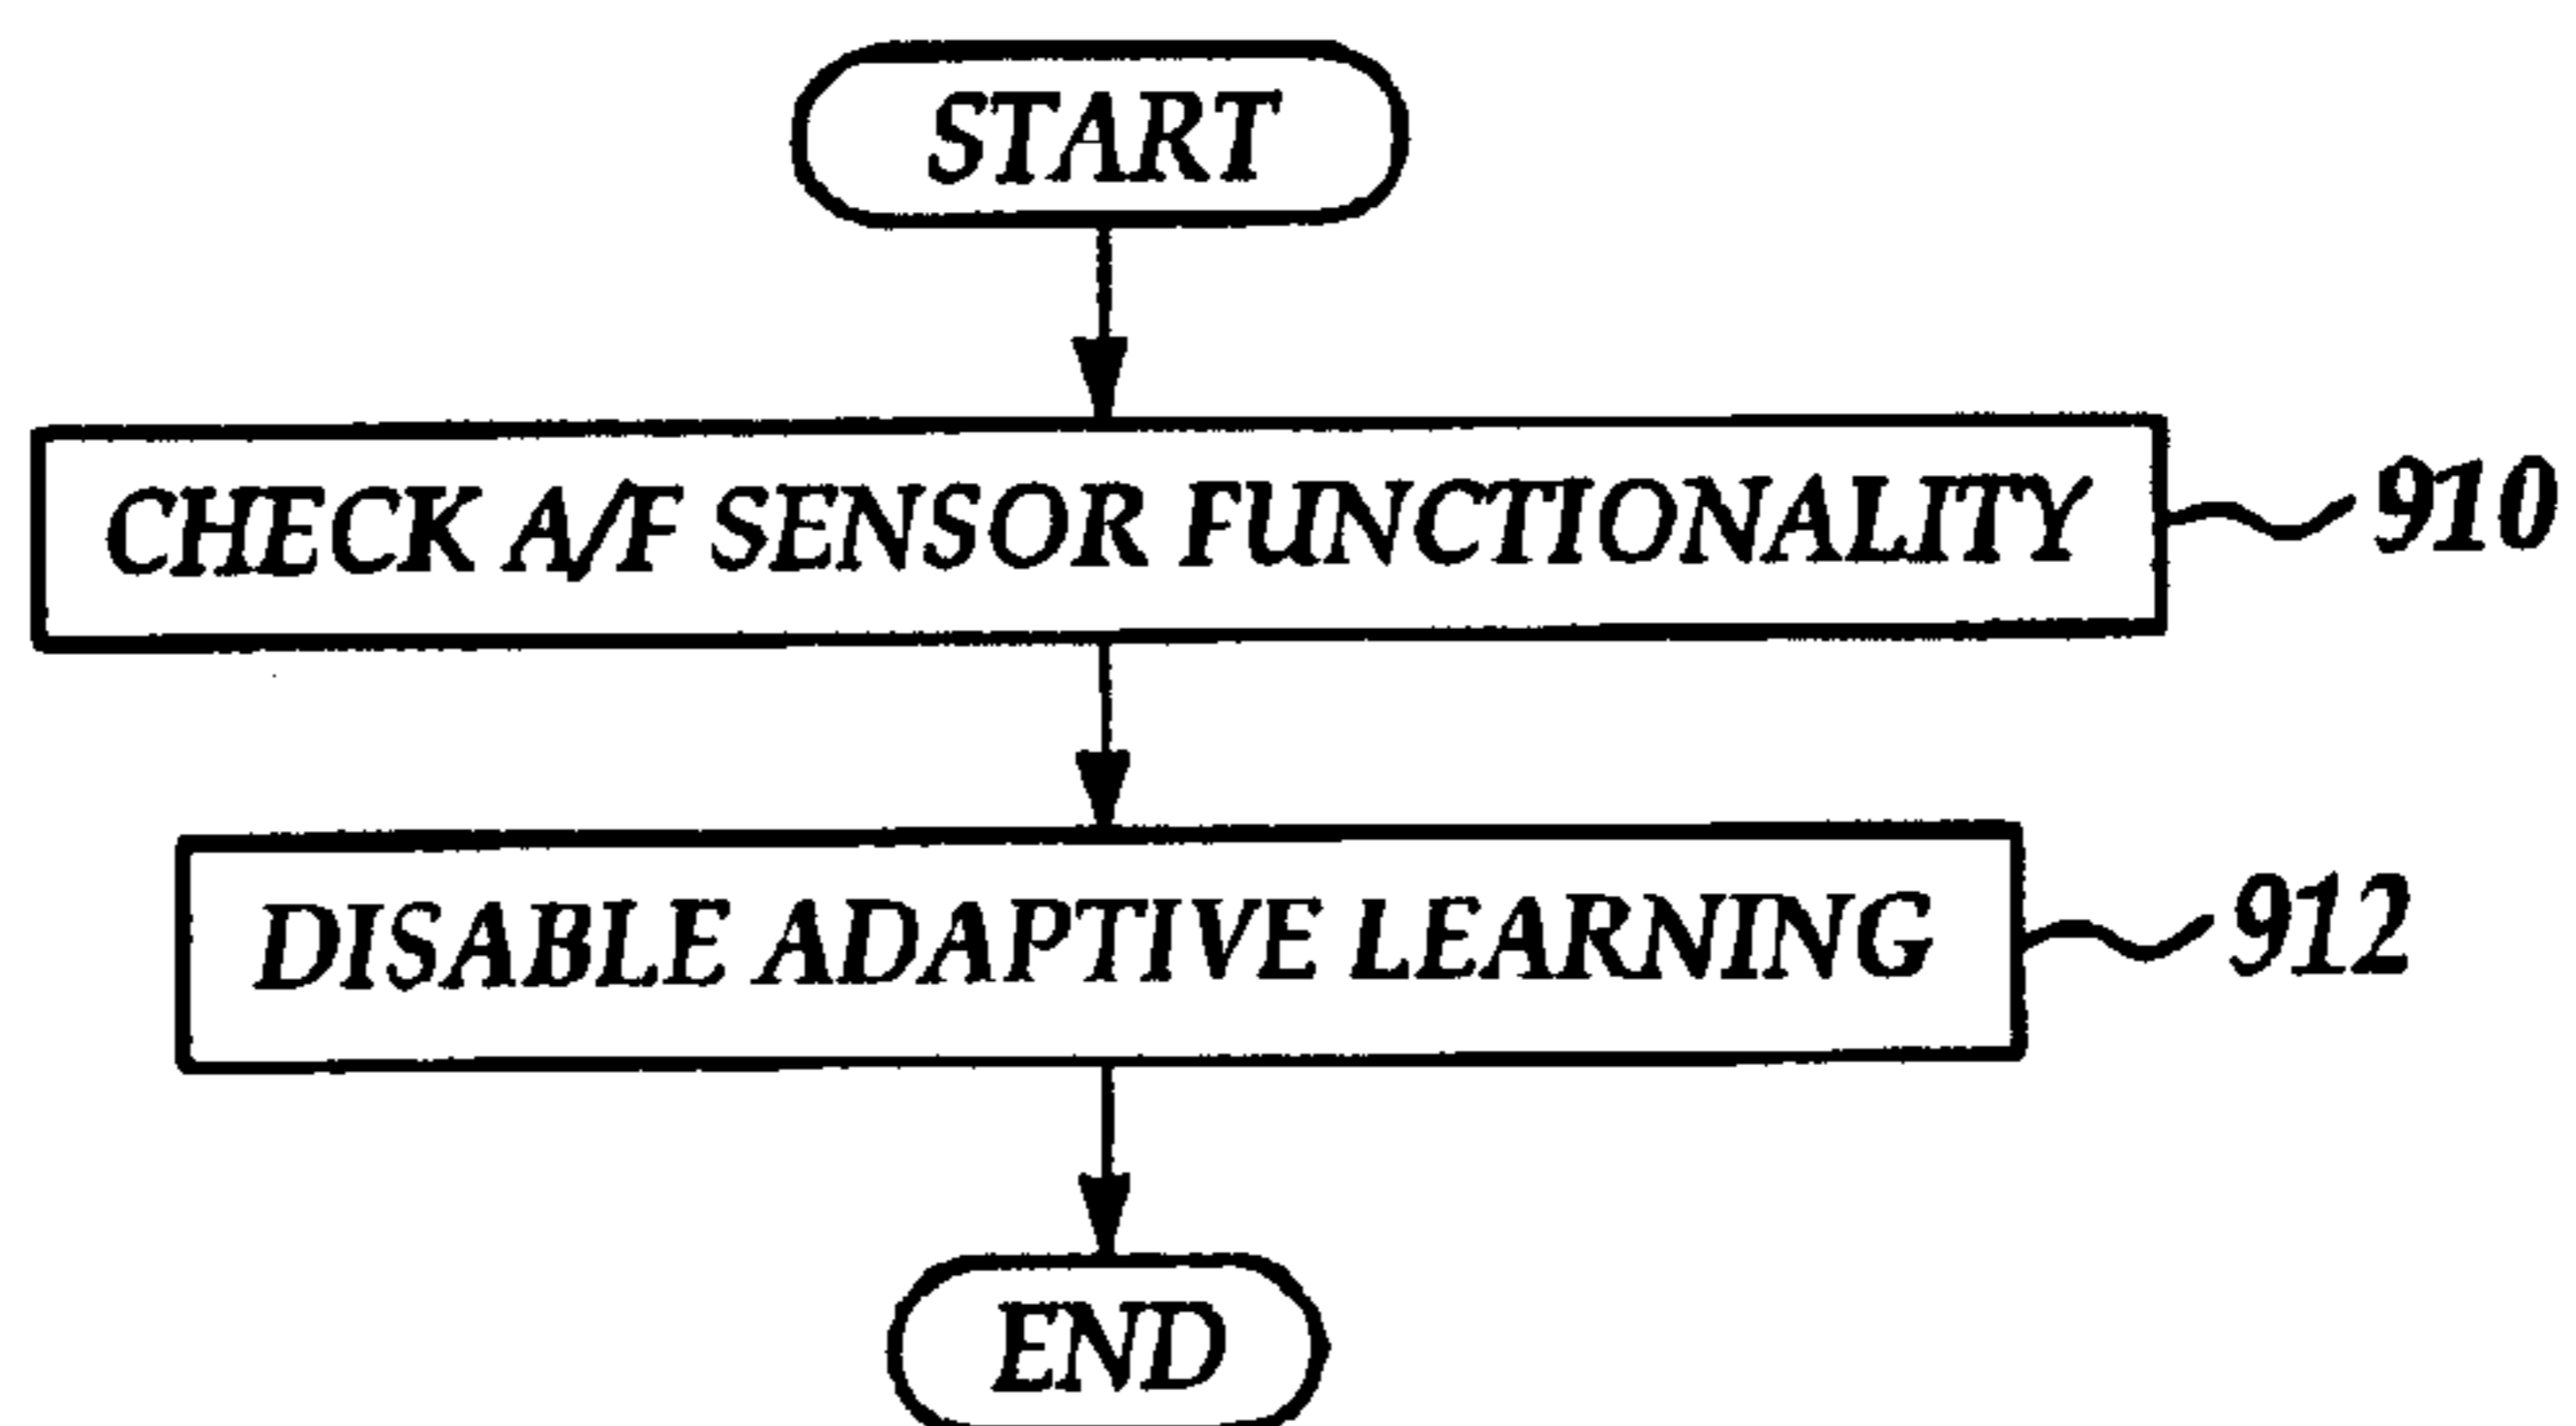 START
CHECK A/F SENSOR FUNCTIONALITY
910
DISABLE ADAPTIVE LEARNING
912
END